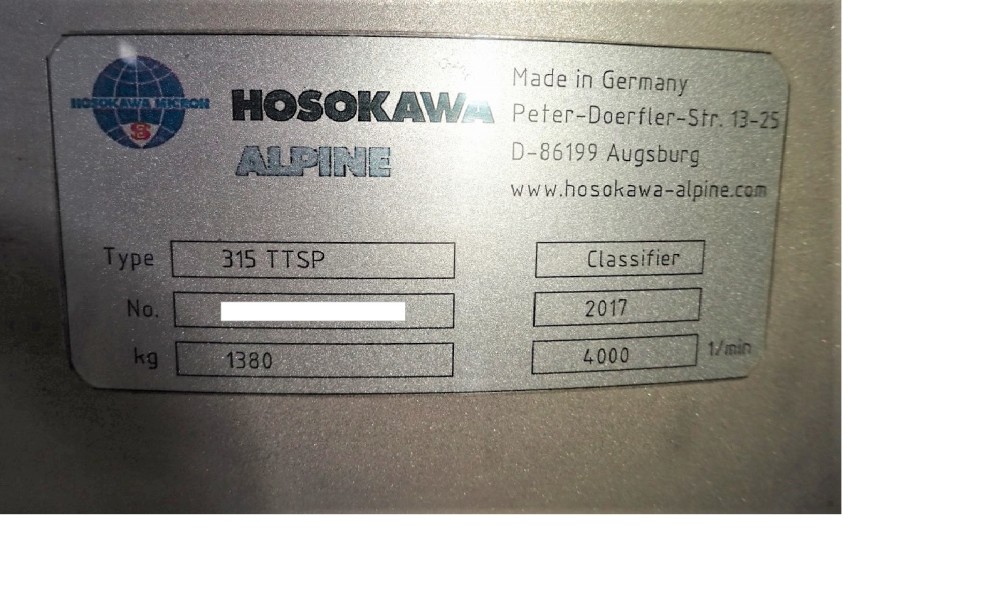 HOSOKAWA MICRON
HOSOKAWA
ALPINE
Made in Germany
Peter-Doerfler-Str. 13-25
D-86199 Augsburg
www.hosokawa-alpine.com
Type 315 TTSP Classifier
No. 2017
kg 1380 4000 1/min